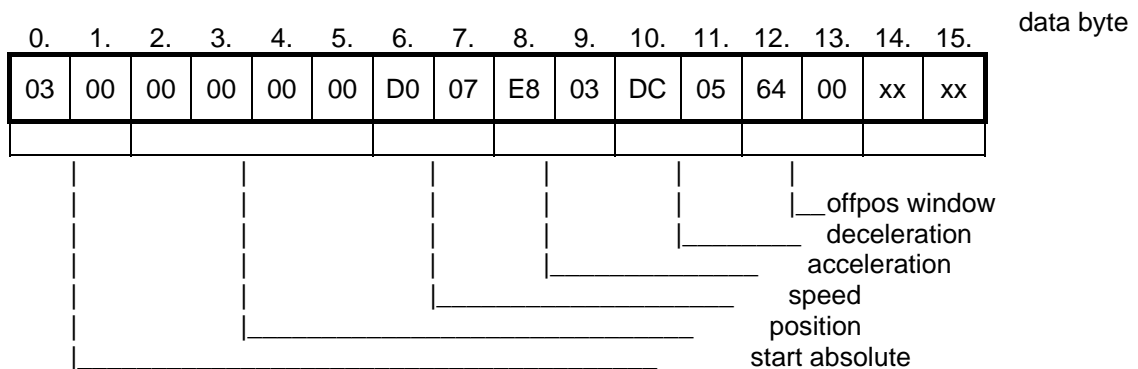 data byte
0. 1. 2. 3. 4. 5. 6. 7. 8. 9. 10. 11. 12. 13. 14. 15.
03 00 00 00 00 00 D0 07 E8 03 DC 05 64 00 xx xx
offpos window
deceleration
acceleration
speed
position
start absolute